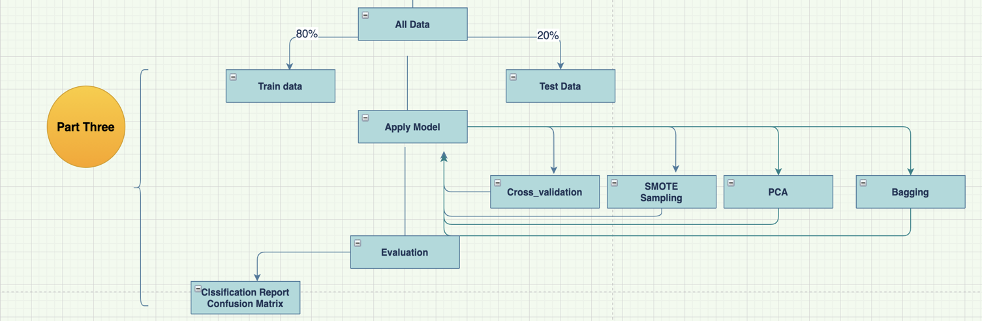 All Data
80%
20%
Train data
Test Data
Part Three
Apply Model
Cross_validation
SMOTE
Sampling
PCA
Bagging
Evaluation
Clssification Report
Confusion Matrix